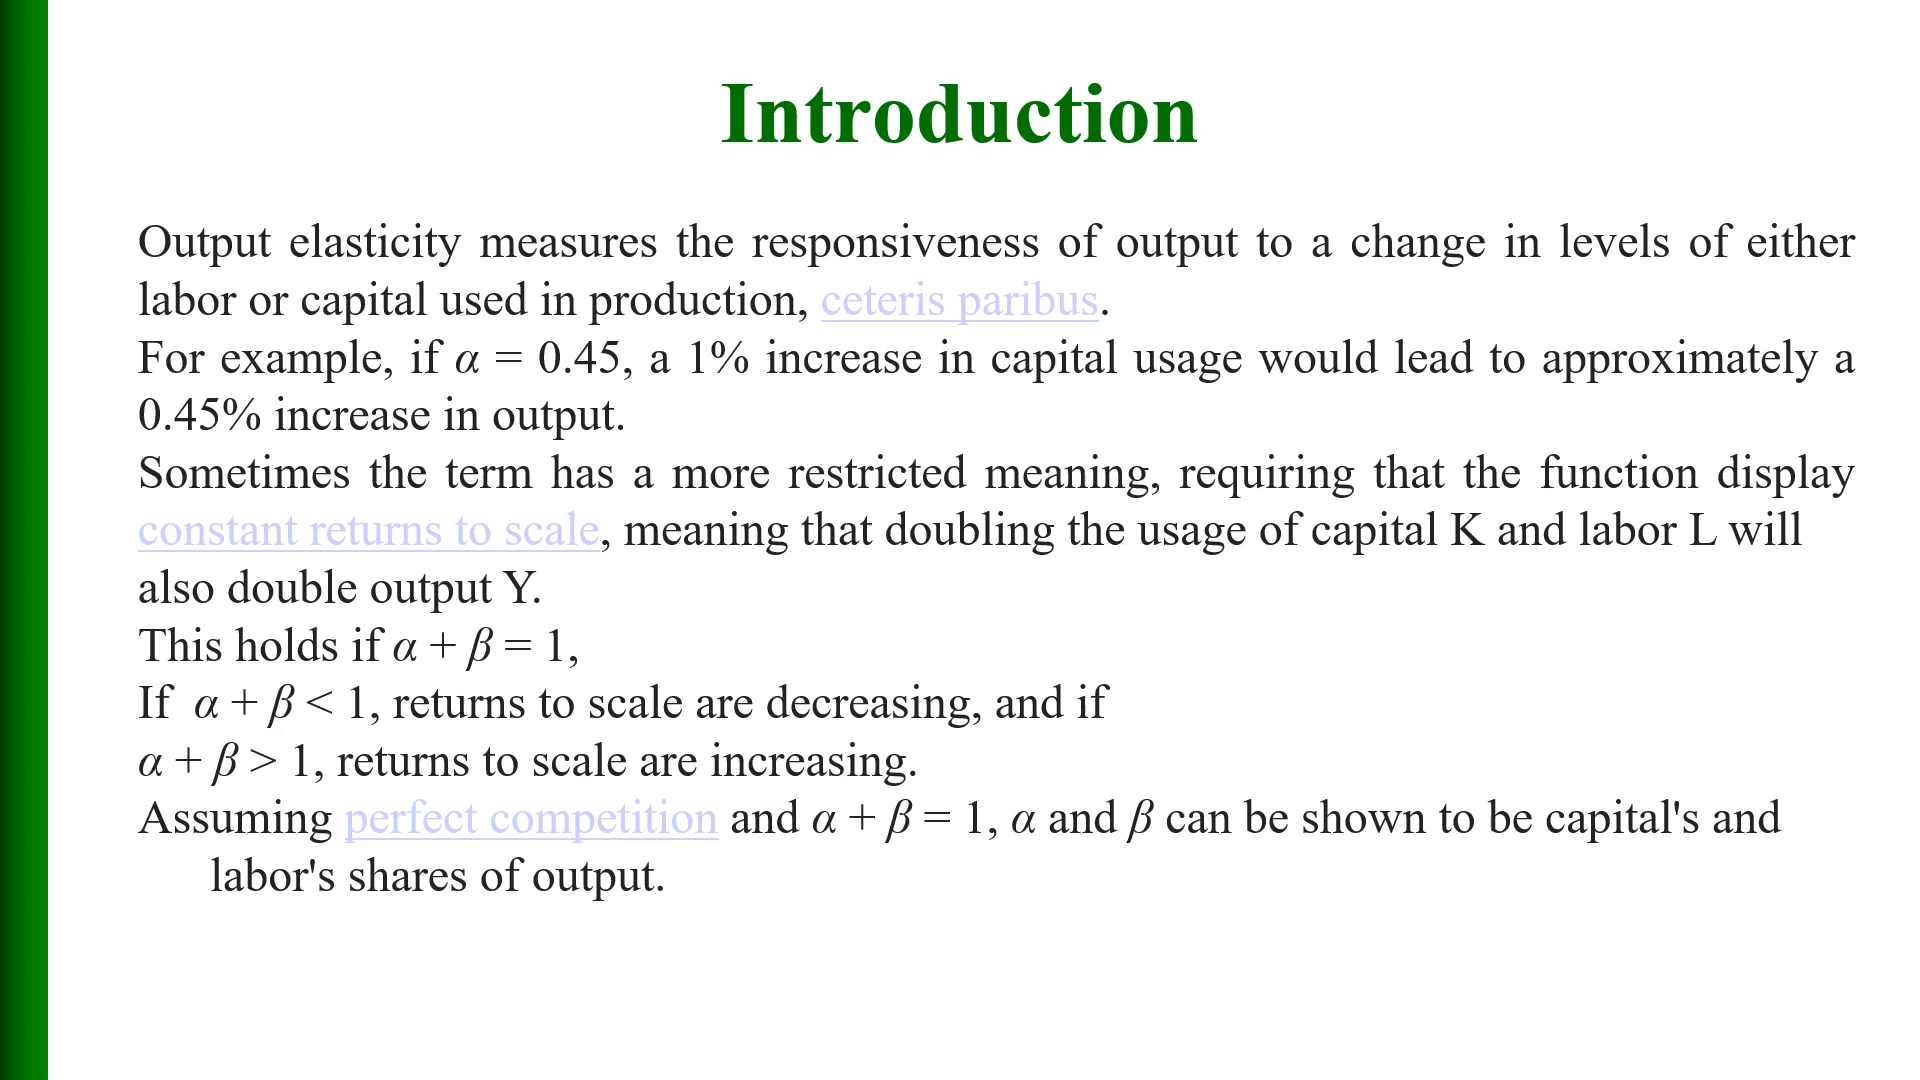 Introduction
Output elasticity measures the responsiveness of output to a change in levels of either
labor or capital used in production, ceteris paribus.
For example, if α = 0.45, a 1% increase in capital usage would lead to approximately a
0.45% increase in output.
Sometimes the term has a more restricted meaning, requiring that the function display
constant returns to scale, meaning that doubling the usage of capital K and labor L will
also double output Y.
This holds if α + β = 1,
If α + β < 1, returns to scale are decreasing, and if
α + β > 1, returns to scale are increasing.
Assuming perfect competition and α + β = 1, α and β can be shown to be capital's and
labor's shares of output.